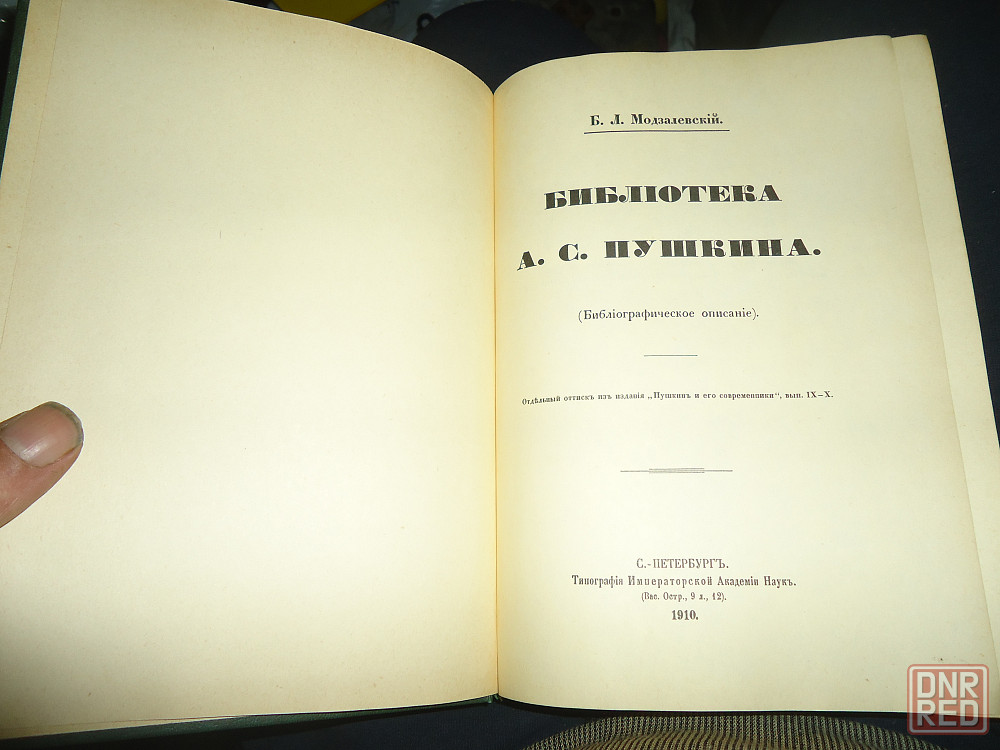 Б. Л. Модзалевскій.
БИБЛІОТЕКА
А. С. ПУШКИНА.
(Библіографическое описаніе).
Отдѣльный оттискъ изъ изданія „Пушкинъ и его современники“, вып. IX–X.
С.-ПЕТЕРБУРГЪ.
Типографія Императорской Академіи Наукъ.
(Вас. Остр., 9 л., 12).
1910.
DNR
RED